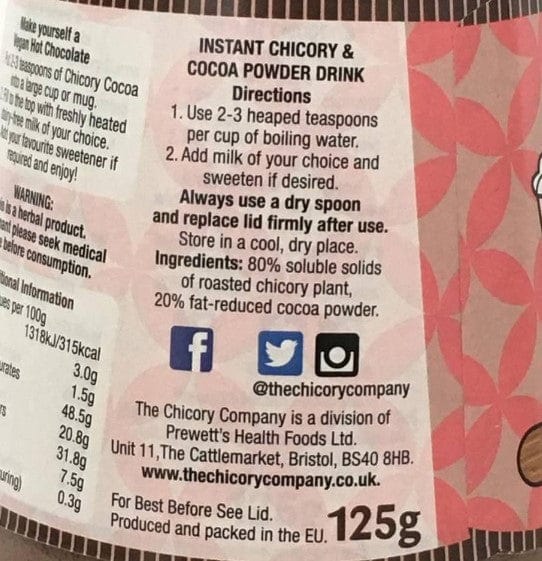 Make yourself a
Vegan Hot Chocolate
2-3 teaspoons of Chicory Cocoa
into a large cup or mug.
the top with freshly heated
dairy-free milk of your choice.
your favourite sweetener if
required and enjoy!
WARNING:
is a herbal product.
please seek medical
before consumption.
Information
per 100g
1318kJ/315kcal
3.0g
1.5g
48.5g
20.8g
31.8g
7.5g
0.3g
INSTANT CHICORY &
COCOA POWDER DRINK
Directions
1. Use 2-3 heaped teaspoons
per cup of boiling water.
2. Add milk of your choice and
sweeten if desired.
Always use a dry spoon
and replace lid firmly after use.
Store in a cool, dry place.
Ingredients: 80% soluble solids
of roasted chicory plant,
20% fat-reduced cocoa powder.
f
@thechicorycompany
The Chicory Company is a division of
Prewett's Health Foods Ltd.
Unit 11, The Cattlemarket, Bristol, BS40 8HB.
www.thechicorycompany.co.uk.
For Best Before See Lid.
Produced and packed in the EU.
125g